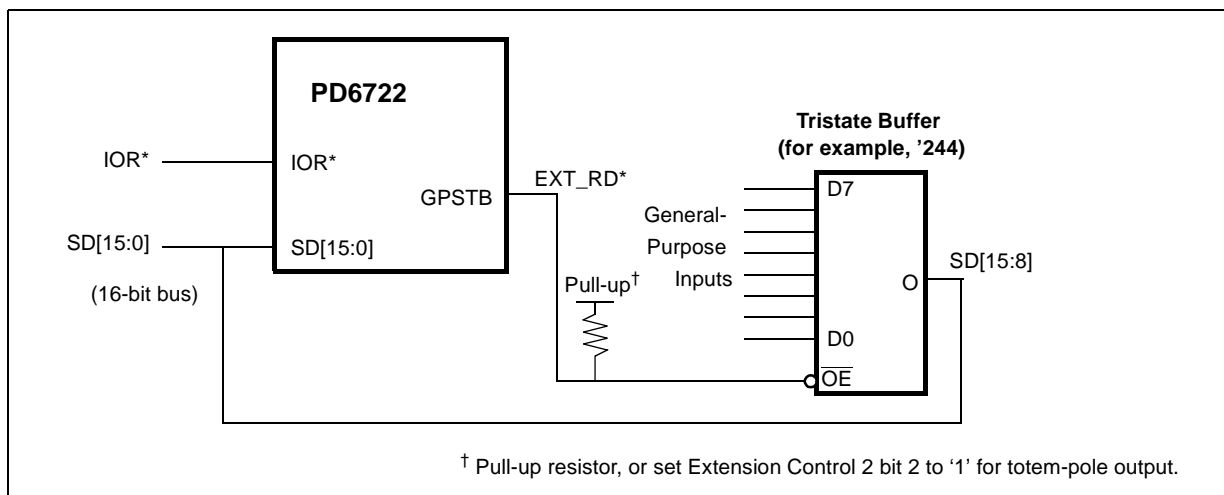 PD6722
IOR*
IOR*
GPSTB
EXT_RD*
SD[15:0]
SD[15:0]
(16-bit bus)
Pull-up†
Tristate Buffer
(for example, ’244)
D7
General-
Purpose
Inputs
D0
OE
O
SD[15:8]
† Pull-up resistor, or set Extension Control 2 bit 2 to ‘1’ for totem-pole output.